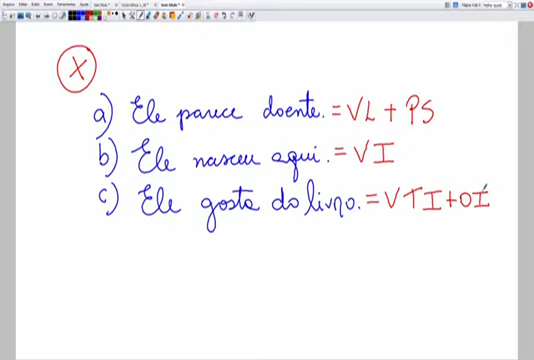 X
a) Ele parece doente. = VL + PS
b) Ele nasceu aqui. = VI
c) Ele gosta do livro. = VTI + OI